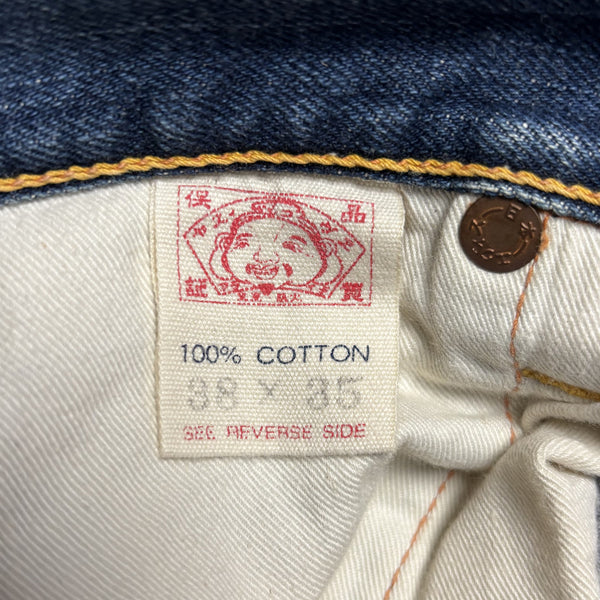 保 品
証 質
100% COTTON
38 X 35
SEE REVERSE SIDE